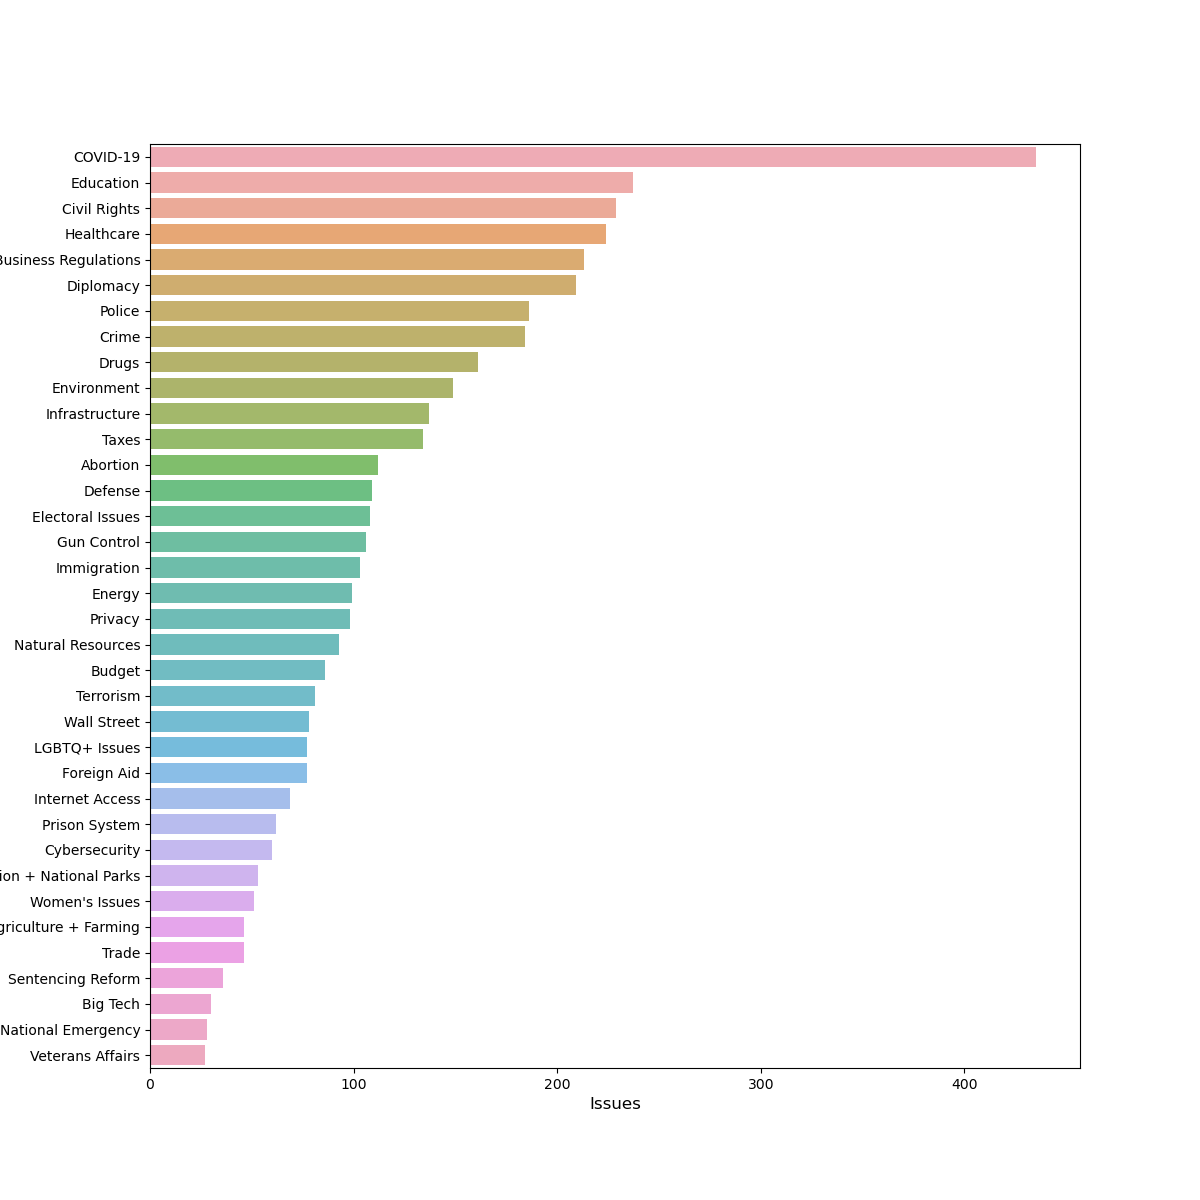 COVID-19
Education
Civil Rights
Healthcare
Business Regulations
Diplomacy
Police
Crime
Drugs
Environment
Infrastructure
Taxes
Abortion
Defense
Electoral Issues
Gun Control
Immigration
Energy
Privacy
Natural Resources
Budget
Terrorism
Wall Street
LGBTQ+ Issues
Foreign Aid
Internet Access
Prison System
Cybersecurity
+ National Parks
Women's Issues
+ Farming
Trade
Sentencing Reform
Big Tech
National Emergency
Veterans Affairs
0 100 200 300 400
Issues